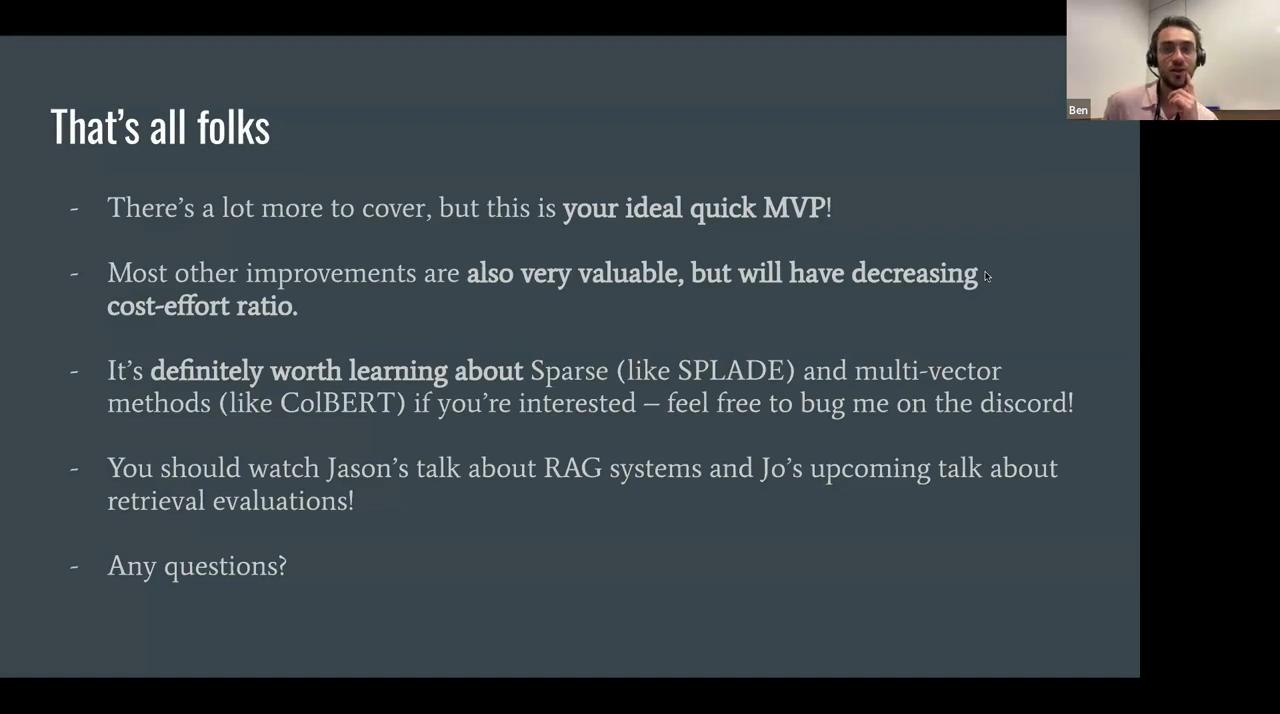 That's all folks
- There's a lot more to cover, but this is your ideal quick MVP!
- Most other improvements are also very valuable, but will have decreasing
cost-effort ratio.
- It's definitely worth learning about Sparse (like SPLADE) and multi-vector
methods (like ColBERT) if you're interested – feel free to bug me on the discord!
- You should watch Jason's talk about RAG systems and Jo's upcoming talk about
retrieval evaluations!
- Any questions?
Ben